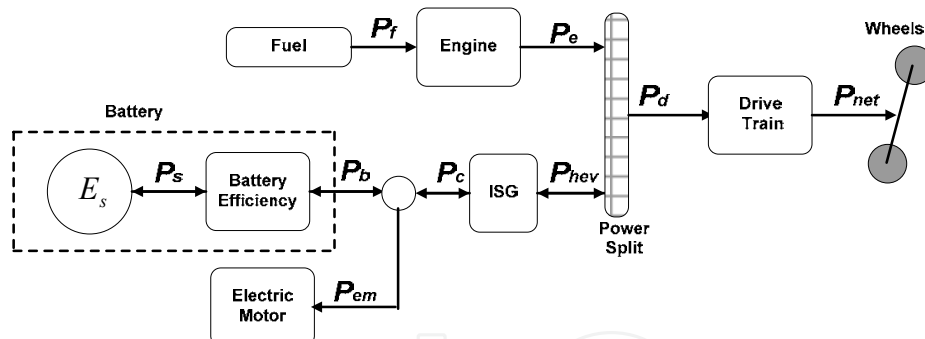 Fuel
P_f
Engine
P_e
Wheels
P_d
Drive
Train
P_net
Battery
E_s
P_s
Battery
Efficiency
P_b
P_c
ISG
P_hev
Power
Split
Electric
Motor
P_em